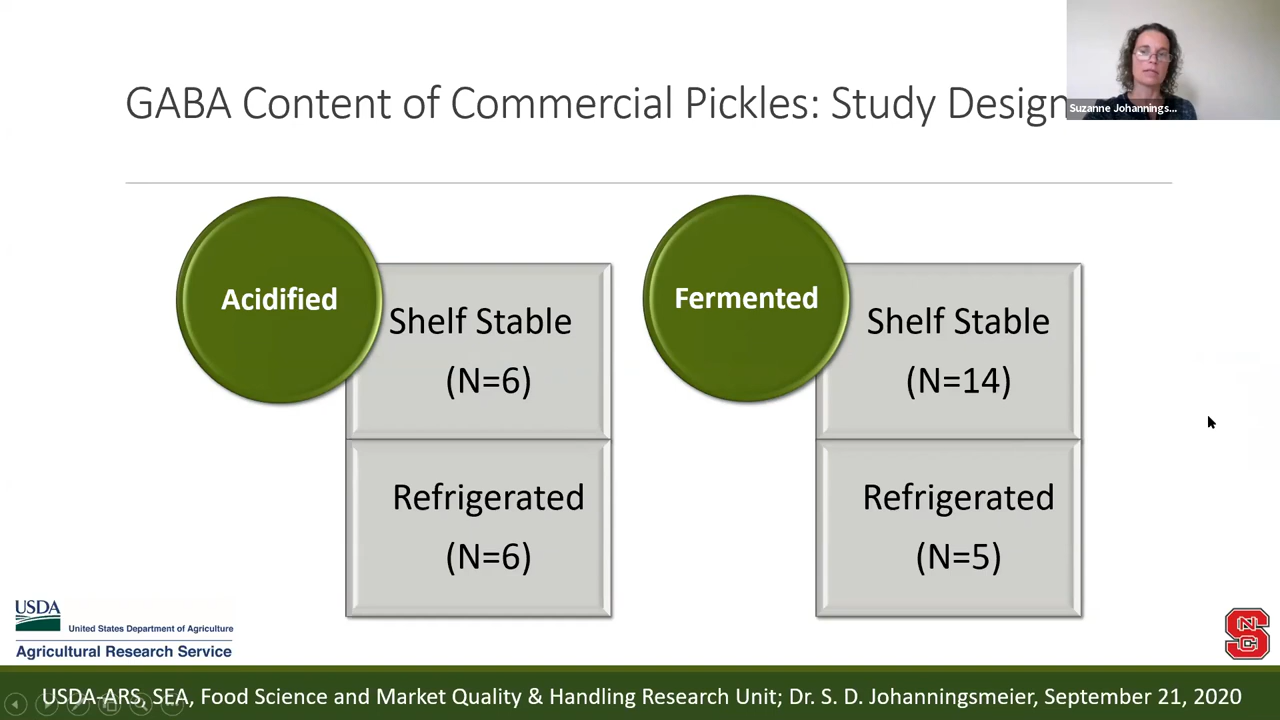 GABA Content of Commercial Pickles: Study Design
Suzanne Johannings...
Acidified
Shelf Stable
(N=6)
Refrigerated
(N=6)
Fermented
Shelf Stable
(N=14)
Refrigerated
(N=5)
USDA
United States Department of Agriculture
Agricultural Research Service
NCS
USDA-ARS, SEA, Food Science and Market Quality & Handling Research Unit; Dr. S. D. Johanningsmeier, September 21, 2020